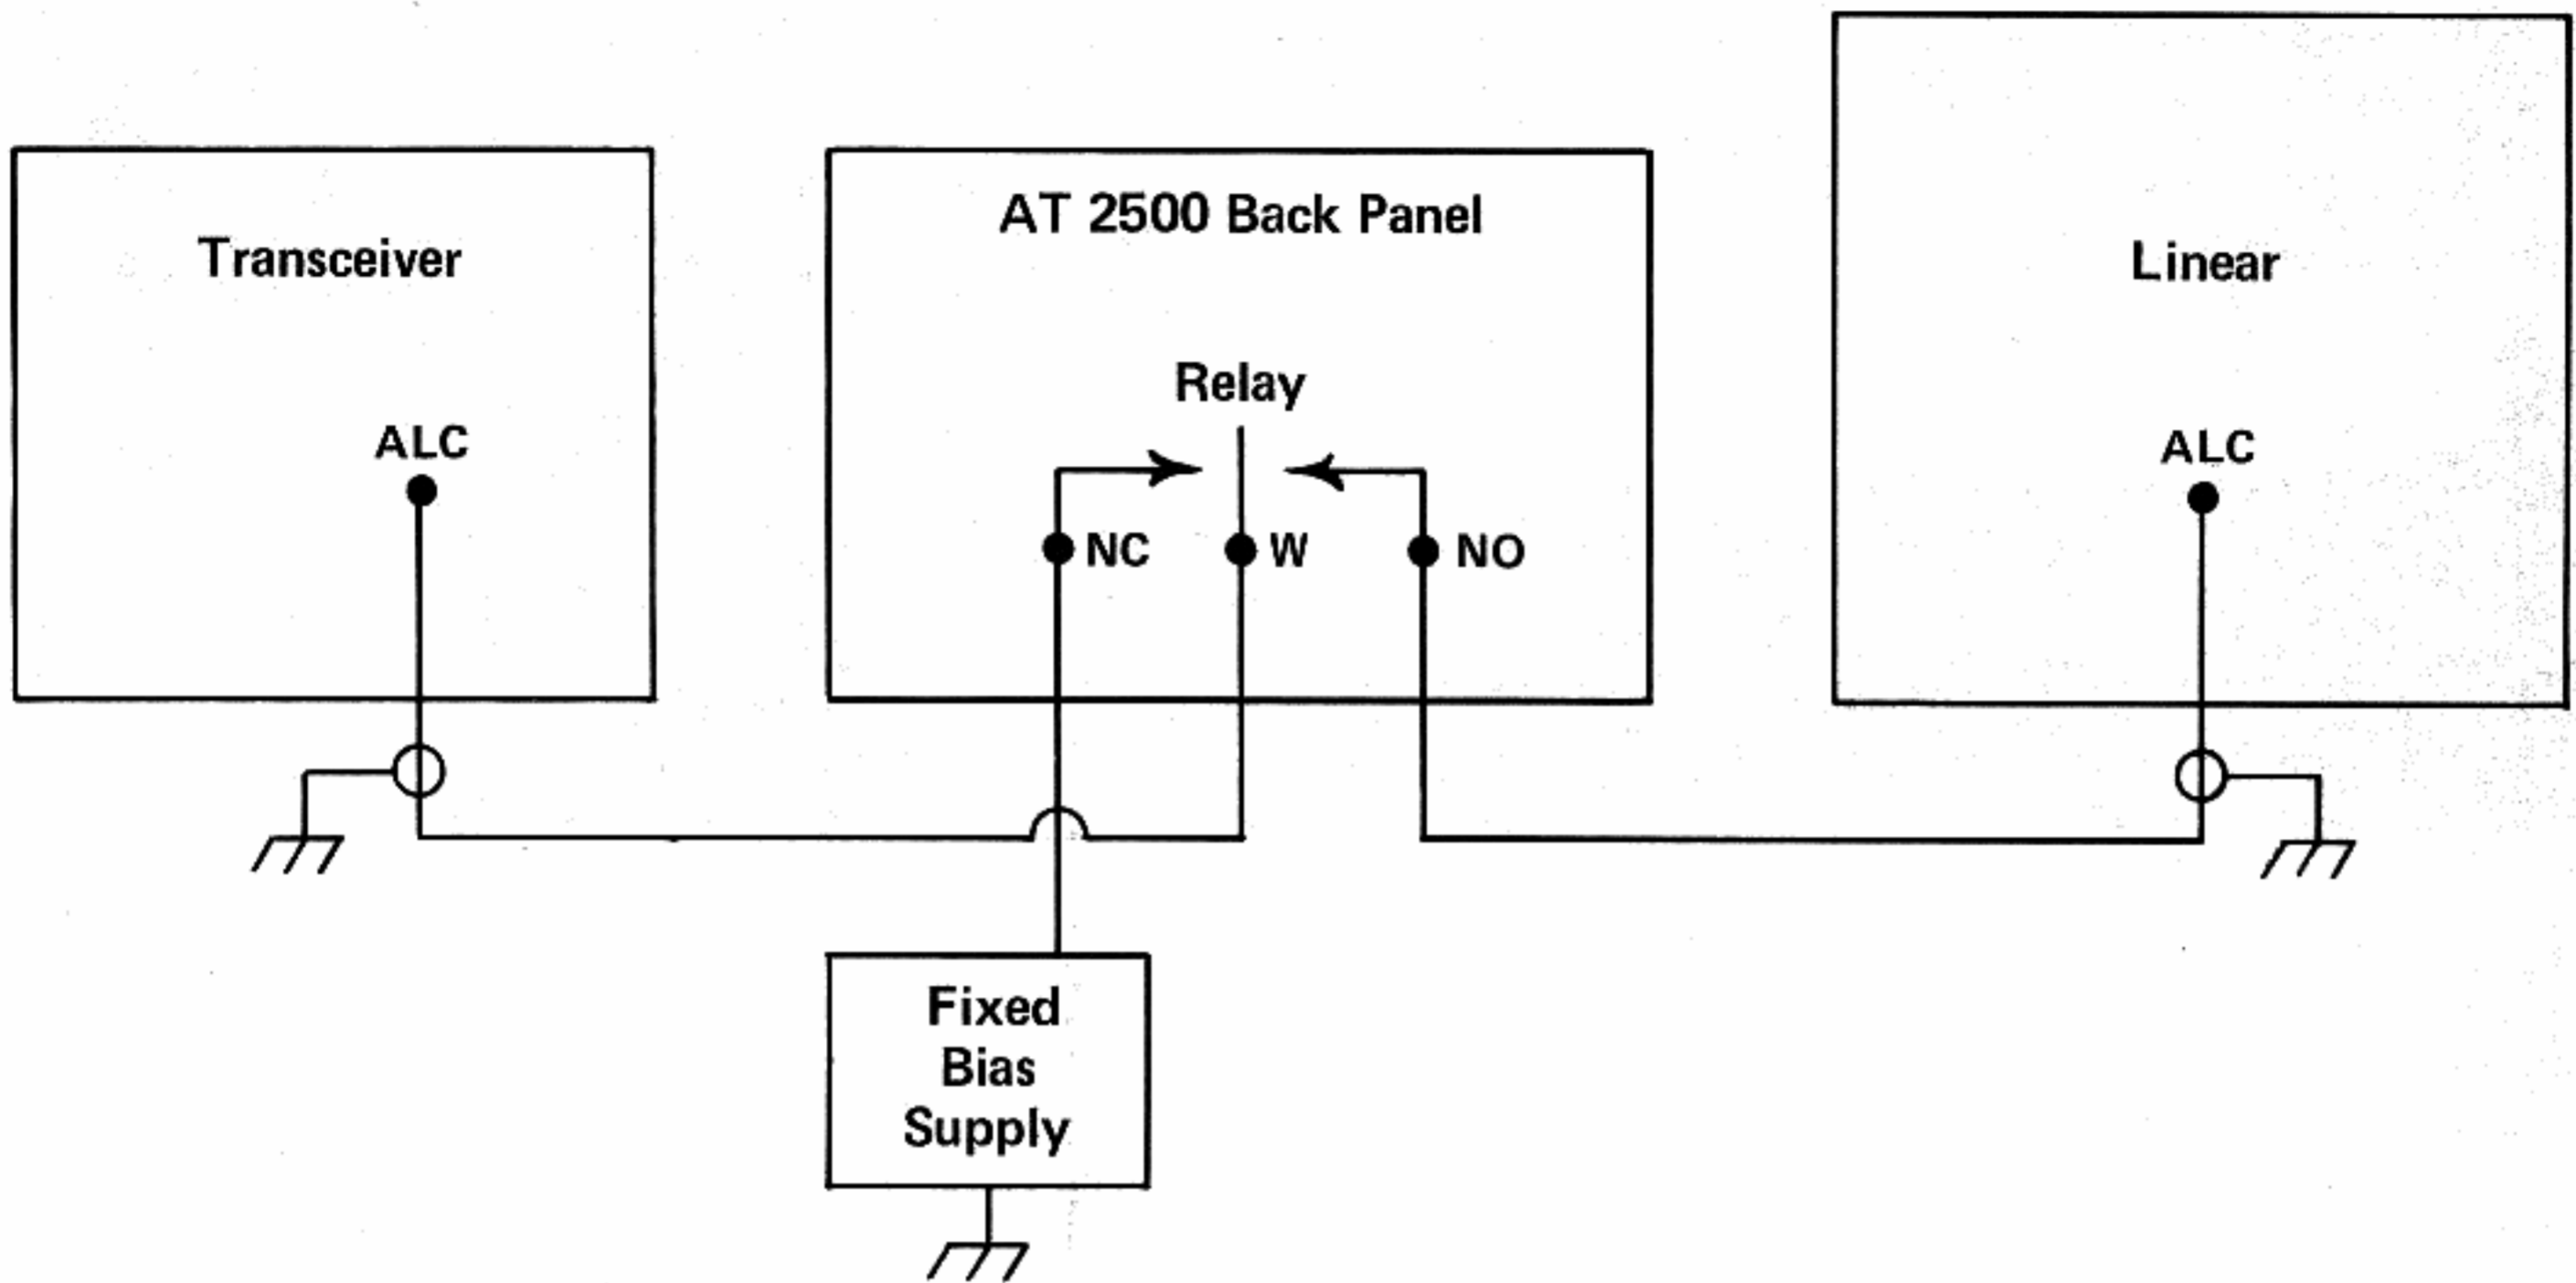 Transceiver
ALC
AT 2500 Back Panel
Relay
NC
W
NO
Linear
ALC
Fixed
Bias
Supply